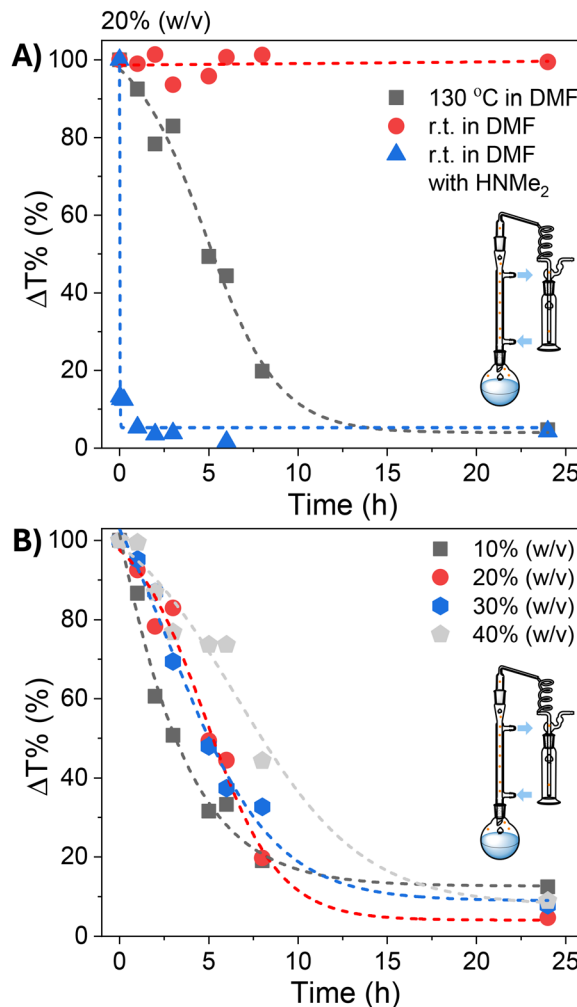 20% (w/v)
A)
100
80
60
40
20
0
ΔT% (%)
130 °C in DMF
r.t. in DMF
r.t. in DMF
with HNMe₂
0 5 10 15 20 25
Time (h)
B)
100
80
60
40
20
0
ΔT% (%)
10% (w/v)
20% (w/v)
30% (w/v)
40% (w/v)
0 5 10 15 20 25
Time (h)